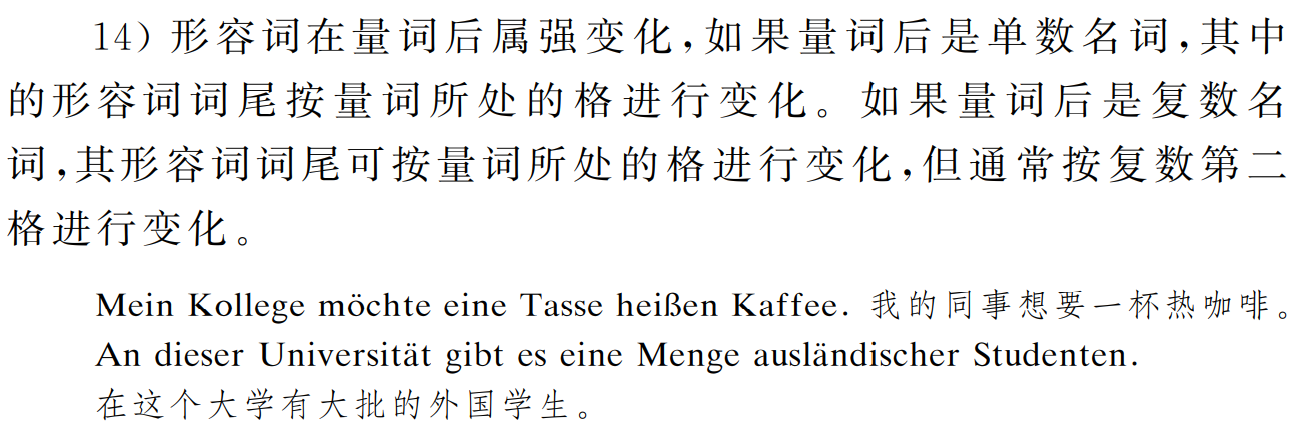 14) 形容词在量词后属强变化,如果量词后是单数名词,其中
的形容词词尾按量词所处的格进行变化。如果量词后是复数名
词,其形容词词尾可按量词所处的格进行变化,但通常按复数第二
格进行变化。
Mein Kollege möchte eine Tasse heißen Kaffee. 我的同事想要一杯热咖啡。
An dieser Universität gibt es eine Menge ausländischer Studenten.
在这个大学有大批的外国学生。